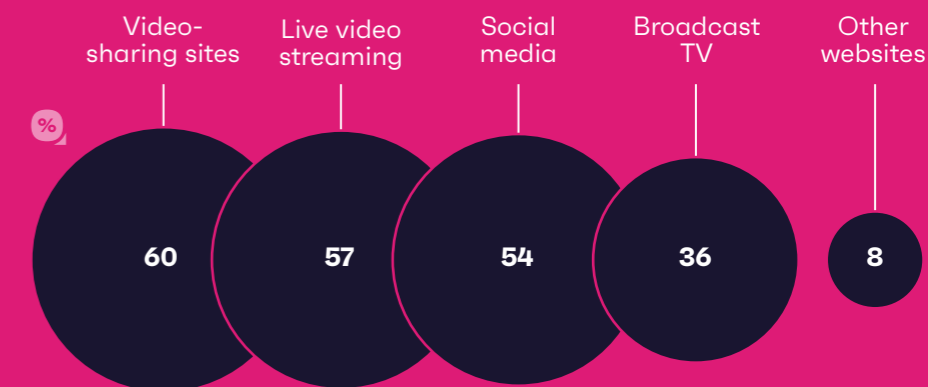 Video-
sharing sites
Live video
streaming
Social
media
Broadcast
TV
Other
websites
%
60
57
54
36
8